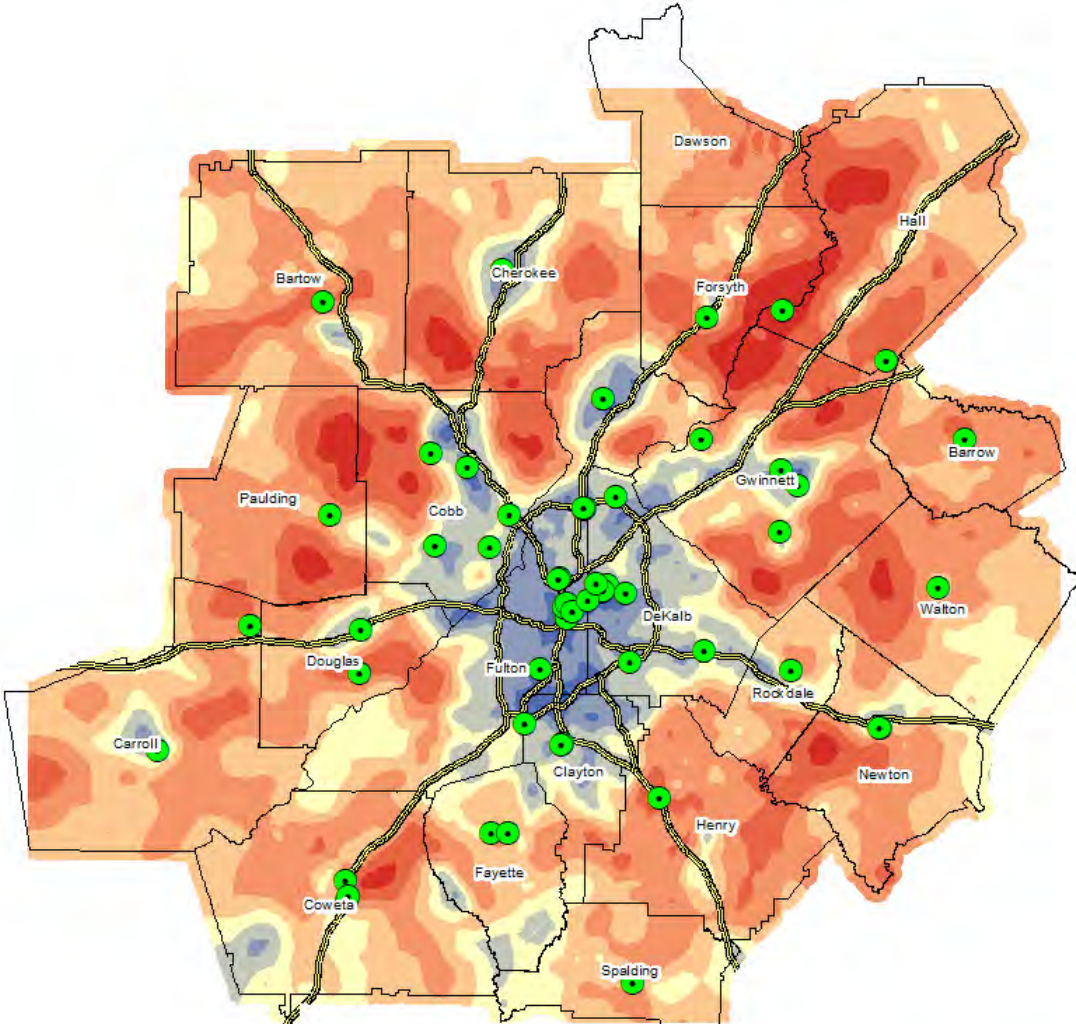 Dawson
Hall
Bartow
Cherokee
Forsyth
Barrow
Gwinnett
Paulding
Cobb
Walton
DeKalb
Douglas
Fulton
Rockdale
Carroll
Clayton
Newton
Henry
Fayette
Coweta
Spalding